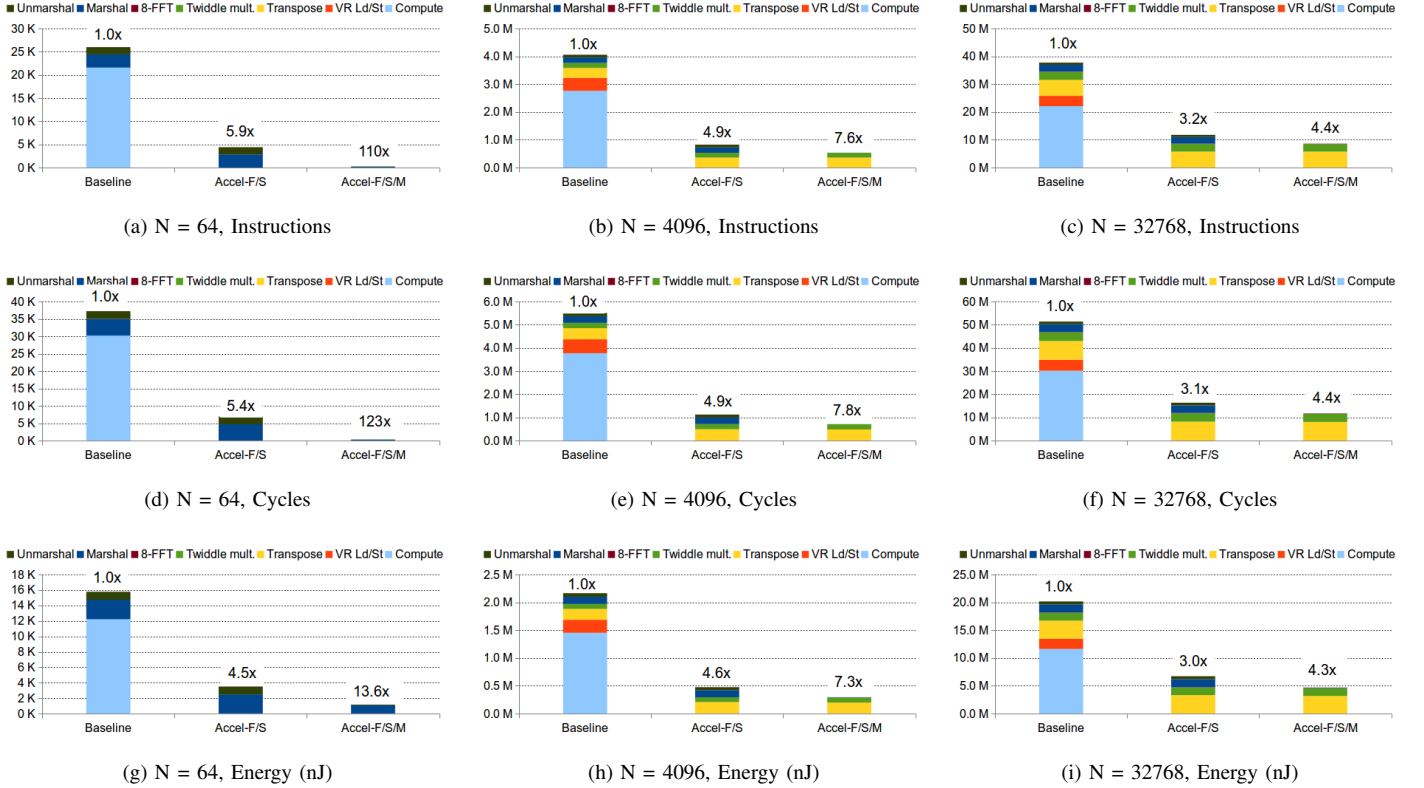 Unmarshal Marshal 8-FFT Twiddle mult. Transpose VR Ld/St Compute
30 K
25 K
20 K
15 K
10 K
5 K
0 K
1.0x
5.9x
110x
Baseline Accel-F/S Accel-F/S/M
(a) N = 64, Instructions
Unmarshal Marshal 8-FFT Twiddle mult. Transpose VR Ld/St Compute
5.0 M
4.0 M
3.0 M
2.0 M
1.0 M
0.0 M
1.0x
4.9x
7.6x
Baseline Accel-F/S Accel-F/S/M
(b) N = 4096, Instructions
Unmarshal Marshal 8-FFT Twiddle mult. Transpose VR Ld/St Compute
50 M
40 M
30 M
20 M
10 M
0 M
1.0x
3.2x
4.4x
Baseline Accel-F/S Accel-F/S/M
(c) N = 32768, Instructions
Unmarshal Marshal 8-FFT Twiddle mult. Transpose VR Ld/St Compute
40 K
35 K
30 K
25 K
20 K
15 K
10 K
5 K
0 K
1.0x
5.4x
123x
Baseline Accel-F/S Accel-F/S/M
(d) N = 64, Cycles
Unmarshal Marshal 8-FFT Twiddle mult. Transpose VR Ld/St Compute
6.0 M
5.0 M
4.0 M
3.0 M
2.0 M
1.0 M
0.0 M
1.0x
4.9x
7.8x
Baseline Accel-F/S Accel-F/S/M
(e) N = 4096, Cycles
Unmarshal Marshal 8-FFT Twiddle mult. Transpose VR Ld/St Compute
60 M
50 M
40 M
30 M
20 M
10 M
0 M
1.0x
3.1x
4.4x
Baseline Accel-F/S Accel-F/S/M
(f) N = 32768, Cycles
Unmarshal Marshal 8-FFT Twiddle mult. Transpose VR Ld/St Compute
18 K
16 K
14 K
12 K
10 K
8 K
6 K
4 K
2 K
0 K
1.0x
4.5x
13.6x
Baseline Accel-F/S Accel-F/S/M
(g) N = 64, Energy (nJ)
Unmarshal Marshal 8-FFT Twiddle mult. Transpose VR Ld/St Compute
2.5 M
2.0 M
1.5 M
1.0 M
0.5 M
0.0 M
1.0x
4.6x
7.3x
Baseline Accel-F/S Accel-F/S/M
(h) N = 4096, Energy (nJ)
Unmarshal Marshal 8-FFT Twiddle mult. Transpose VR Ld/St Compute
25.0 M
20.0 M
15.0 M
10.0 M
5.0 M
0.0 M
1.0x
3.0x
4.3x
Baseline Accel-F/S Accel-F/S/M
(i) N = 32768, Energy (nJ)